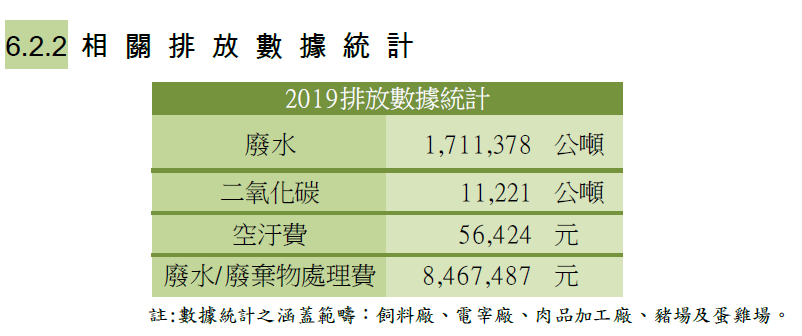 6.2.2 相關排放數據統計
2019排放數據統計
廢水 1,711,378 公噸
二氧化碳 11,221 公噸
空汙費 56,424 元
廢水/廢棄物處理費 8,467,487 元
註:數據統計之涵蓋範疇：飼料廠、電宰廠、肉品加工廠、豬場及蛋雞場。